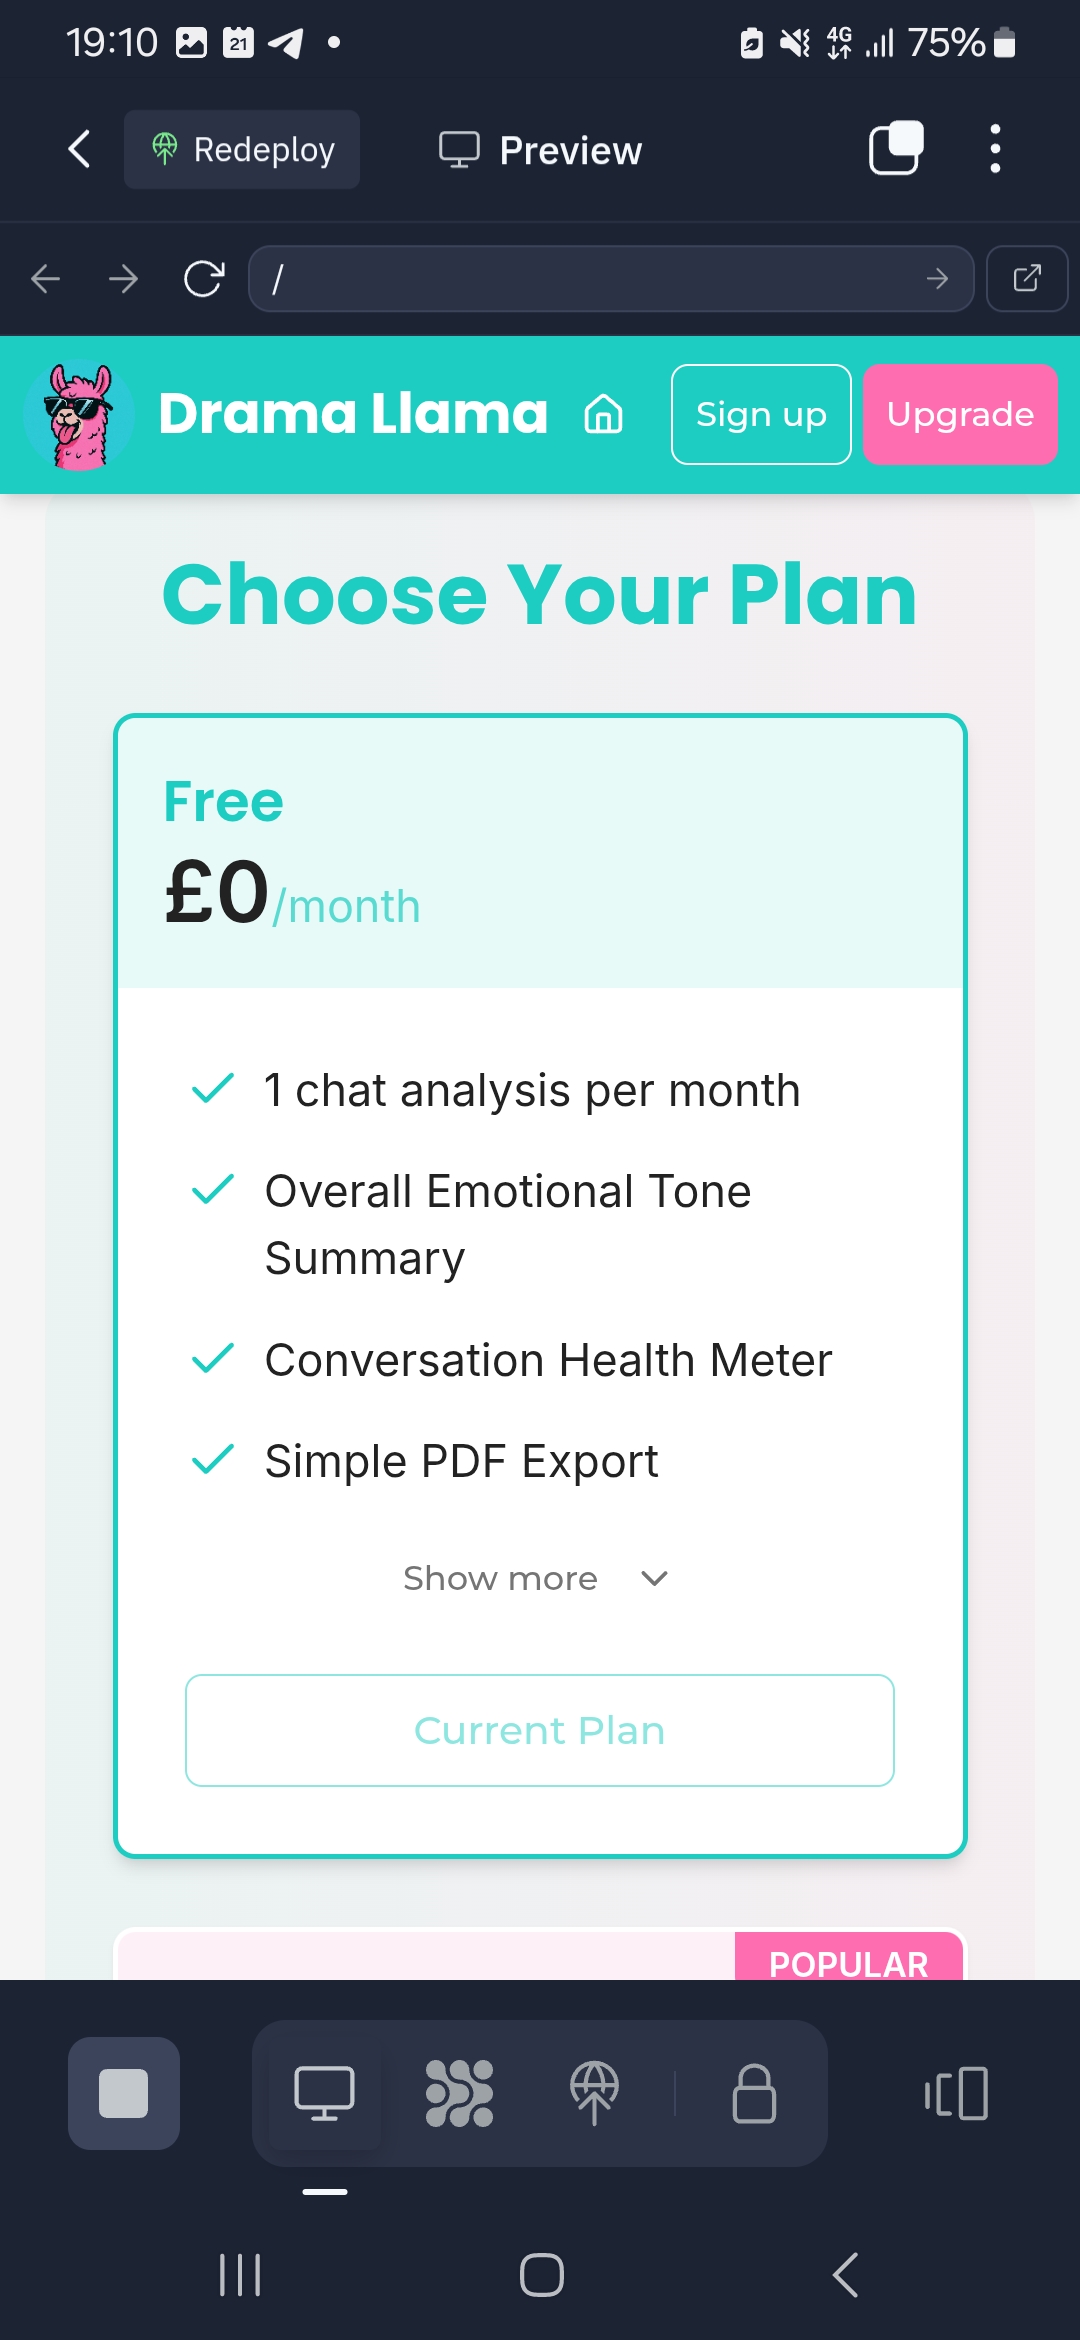 19:10
21
4G
75%
Redeploy
Preview
/
Drama Llama
Sign up
Upgrade
Choose Your Plan
Free
£0/month
1 chat analysis per month
Overall Emotional Tone
Summary
Conversation Health Meter
Simple PDF Export
Show more
Current Plan
POPULAR